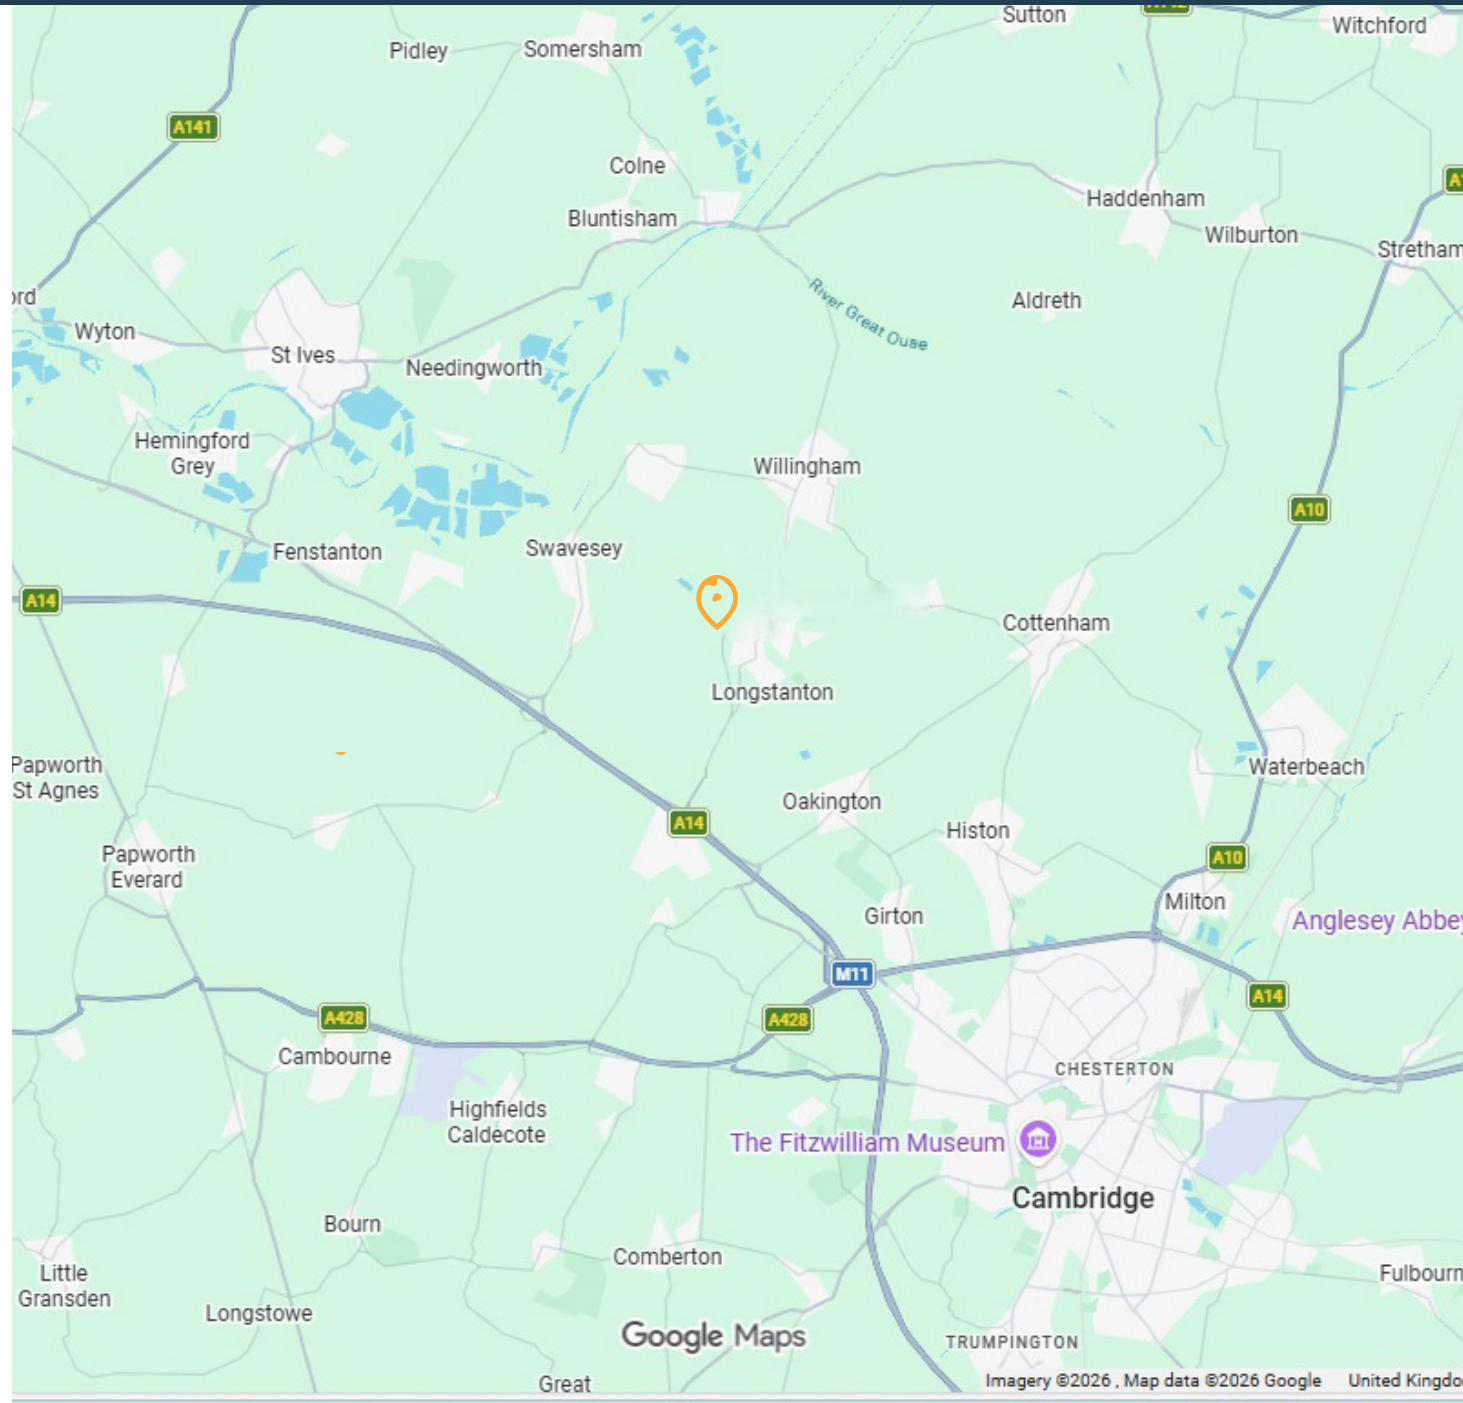 Sutton
Witchford
Pidley
Somersham
A141
Colne
Haddenham
Bluntisham
Wilburton
Stretham
River Great Ouse
Aldreth
Wyton
St Ives
Needingworth
Hemingford
Grey
Willingham
A10
Fenstanton
Swavesey
A14
Cottenham
Longstanton
Papworth
St Agnes
Waterbeach
Oakington
A14
Histon
Papworth
Everard
A10
Milton
Girton
Anglesey Abbey
M11
A14
A428
A428
Cambourne
CHESTERTON
Highfields
Caldecote
The Fitzwilliam Museum
Cambridge
Bourn
Comberton
Little
Gransden
Fulbourn
Longstowe
Google Maps
TRUMPINGTON
Great
Imagery ©2026 , Map data ©2026 Google
United Kingdo